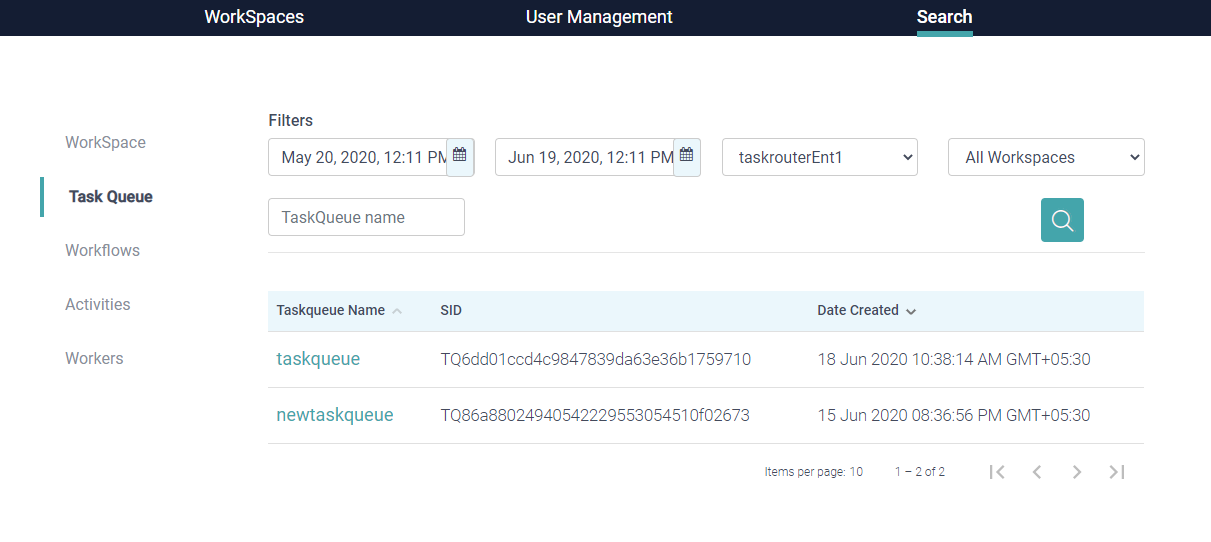 WorkSpaces User Management Search
WorkSpace
Task Queue
Workflows
Activities
Workers
Filters
May 20, 2020, 12:11 PM Jun 19, 2020, 12:11 PM taskrouterEnt1 All Workspaces
TaskQueue name
Taskqueue Name SID Date Created
taskqueue TQ6dd01ccd4c9847839da63e36b1759710 18 Jun 2020 10:38:14 AM GMT+05:30
newtaskqueue TQ86a88024940542229553054510f02673 15 Jun 2020 08:36:56 PM GMT+05:30
Items per page: 10 1 – 2 of 2